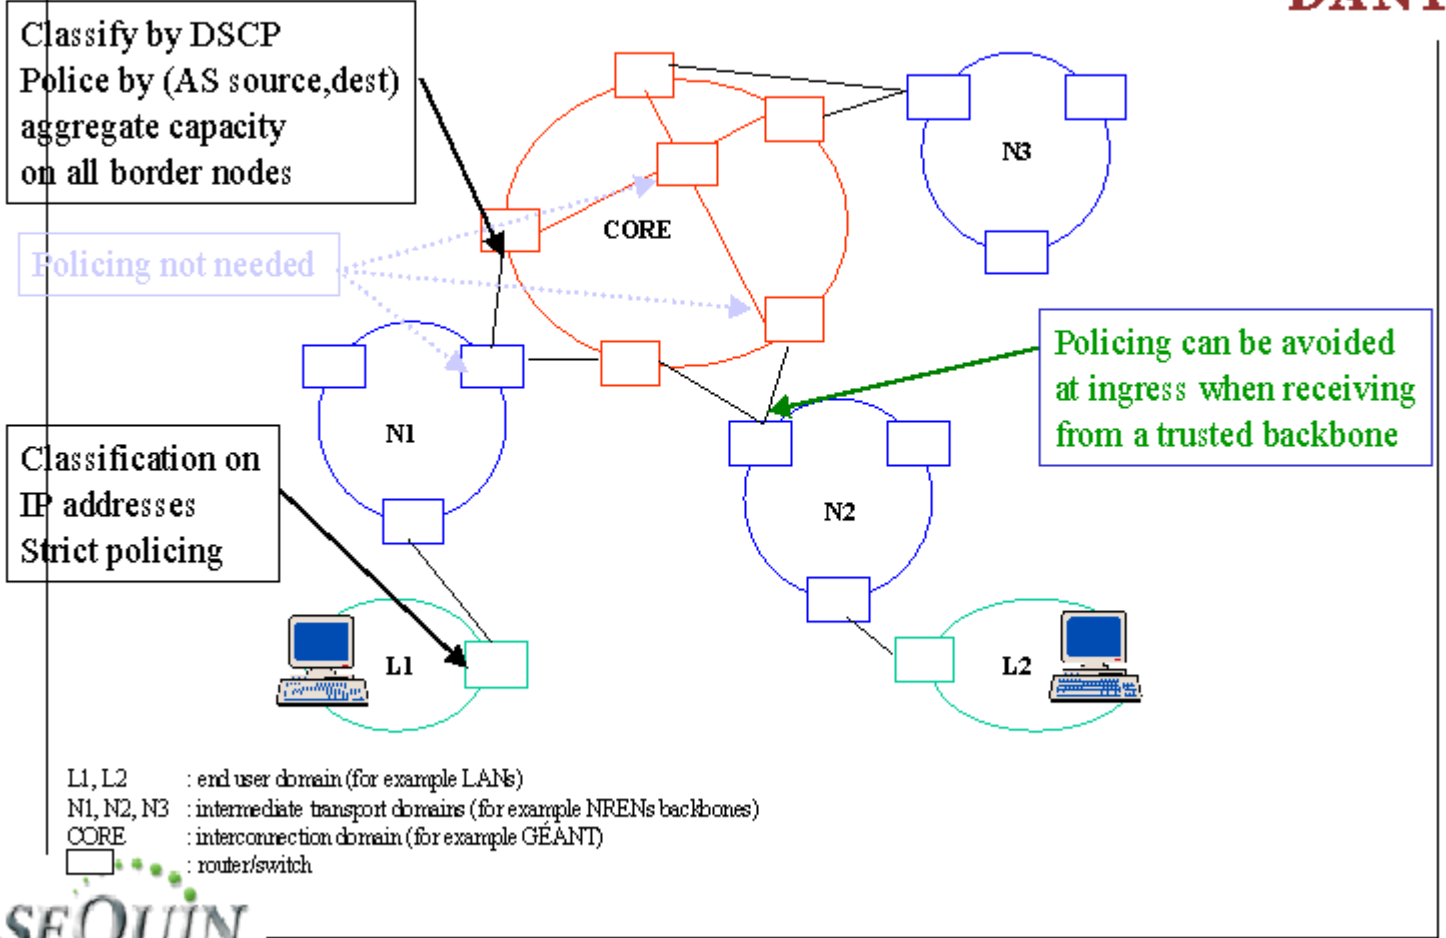 DANT
Classify by DSCP
Police by (AS source,dest)
aggregate capacity
on all border nodes
N3
CORE
Policing not needed
Policing can be avoided
at ingress when receiving
from a trusted backbone
N1
Classification on
IP addresses
Strict policing
N2
L1
L2
L1, L2 : end user domain (for example LANs)
N1, N2, N3 : intermediate transport domains (for example NRENs backbones)
CORE : interconnection domain (for example GÉANT)
: router/switch
SEQUIN